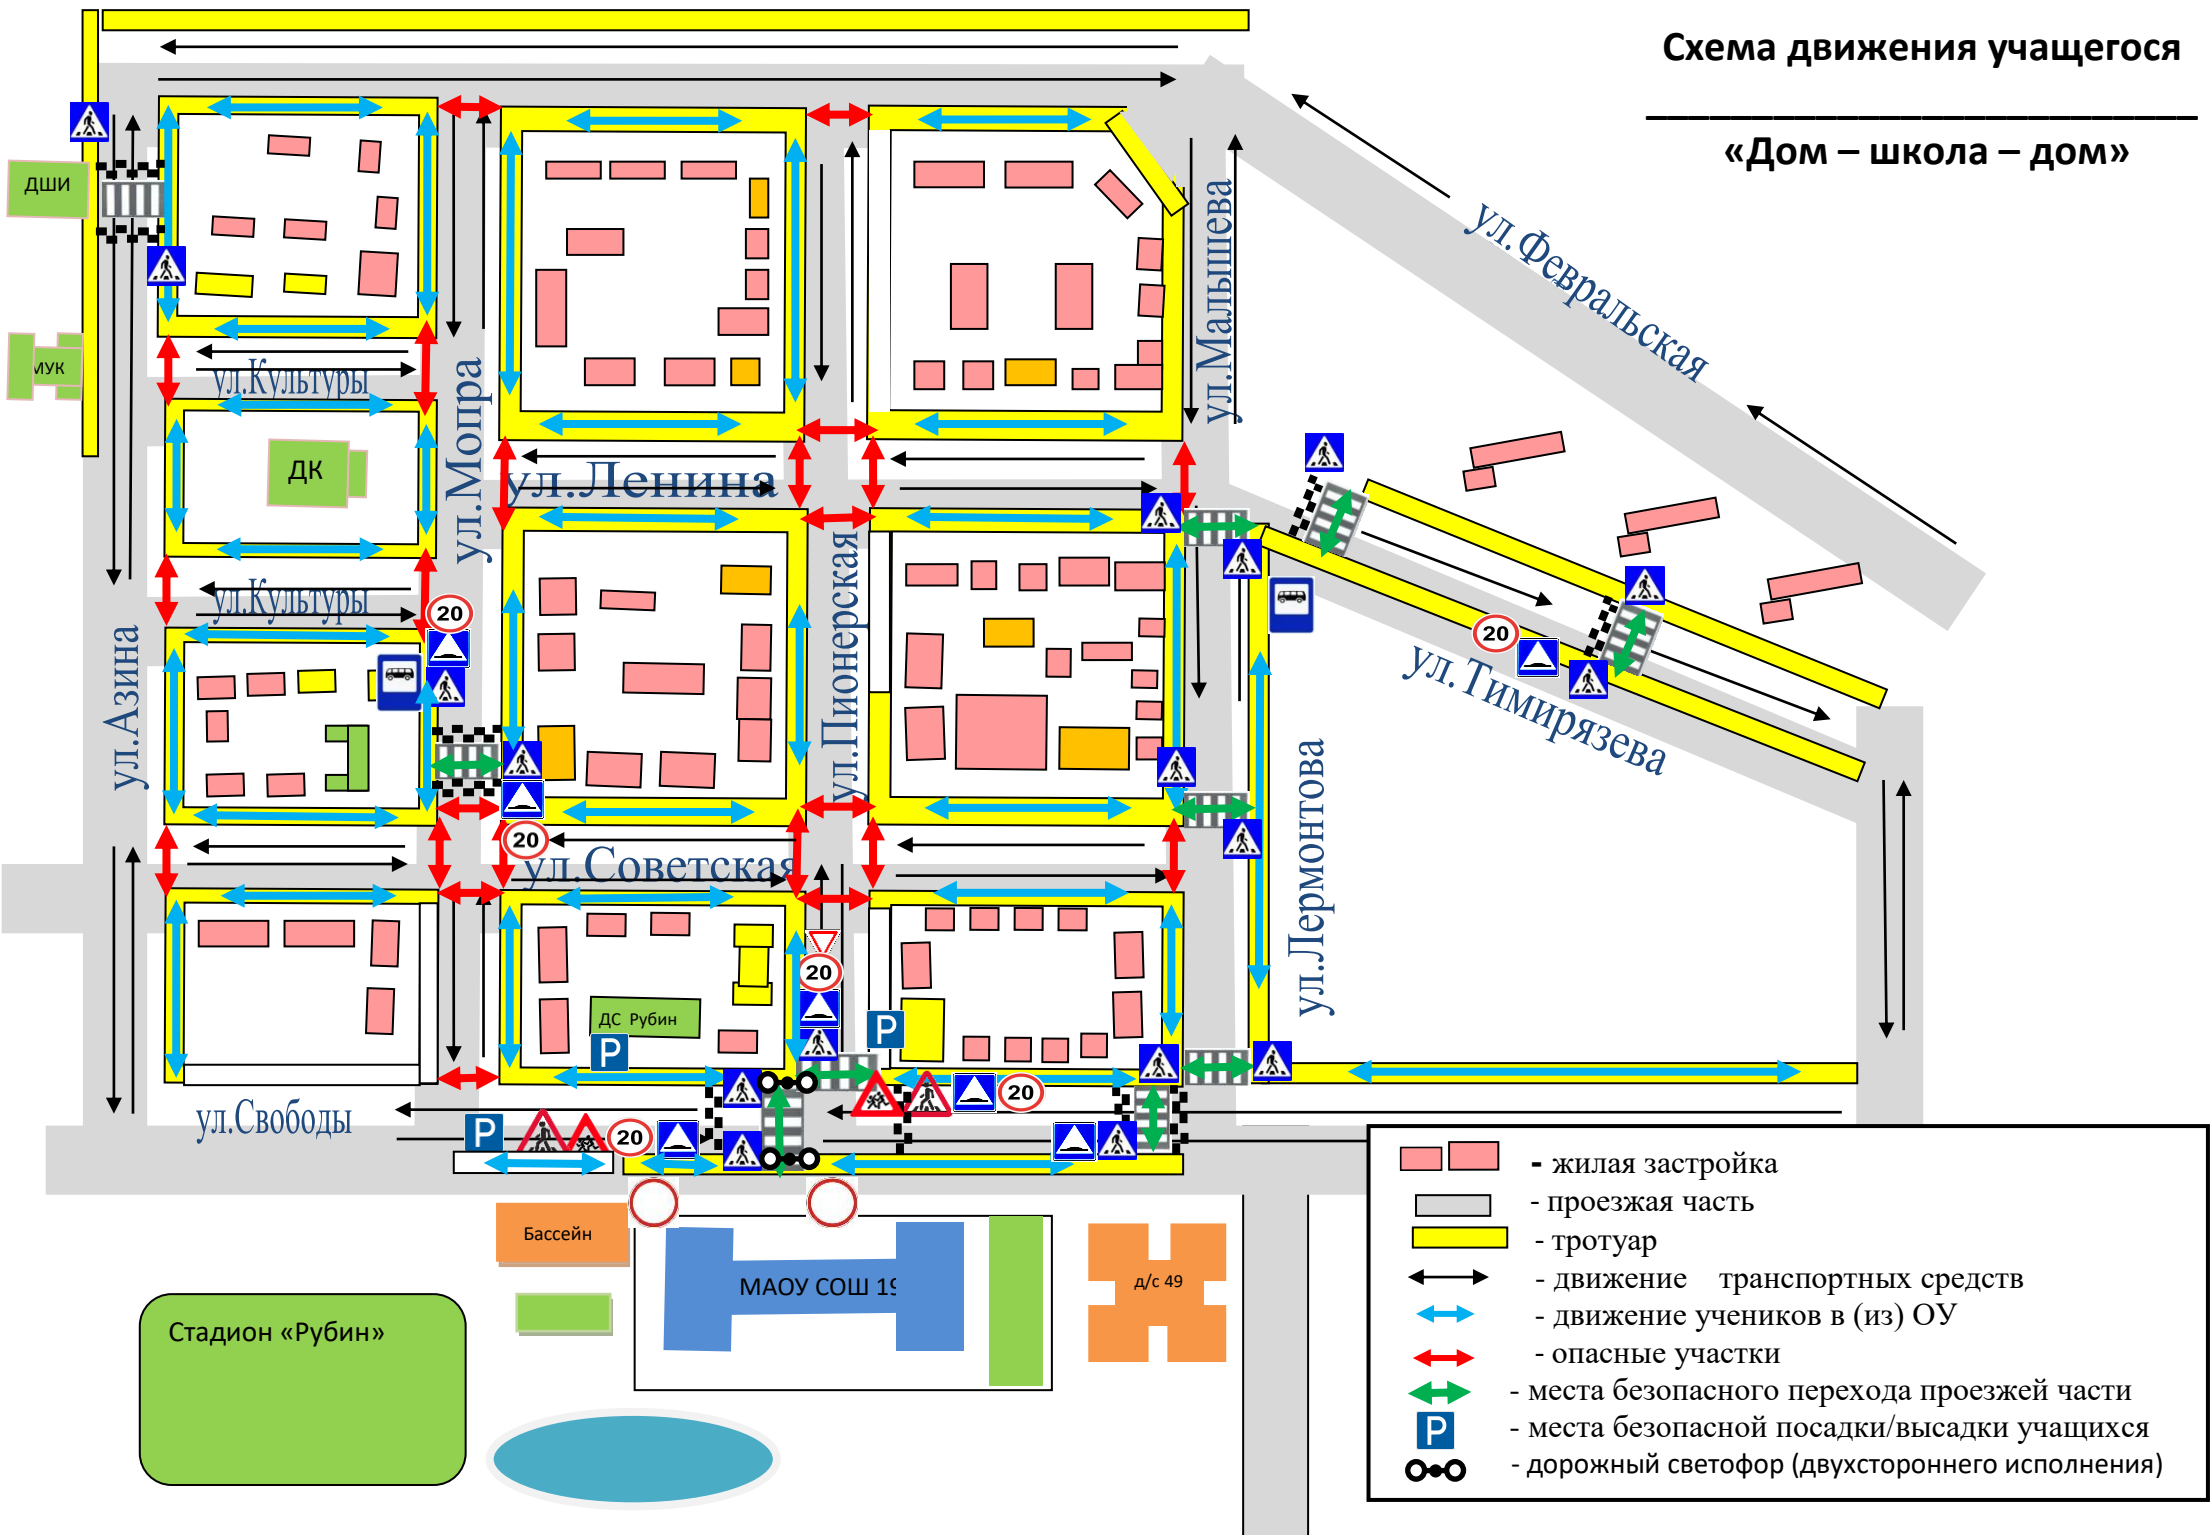 Схема движения учащегося
____________________________
«Дом – школа – дом»
ДШИ
МУК
ул.Культуры
ДК
ул.Мопра
ул.Ленина
ул.Малышева
ул.Февральская
ул.Культуры
20
ул.Азина
ул.Пионерская
20
ул.Тимирязева
ул.Лермонтова
20
ул.Советская
20
ДС Рубин
P
P
20
ул.Свободы
P
20
Бассейн
МАОУ СОШ 19
д/с 49
Стадион «Рубин»
- жилая застройка
- проезжая часть
- тротуар
- движение транспортных средств
- движение учеников в (из) ОУ
- опасные участки
- места безопасного перехода проезжей части
P - места безопасной посадки/высадки учащихся
- дорожный светофор (двухстороннего исполнения)